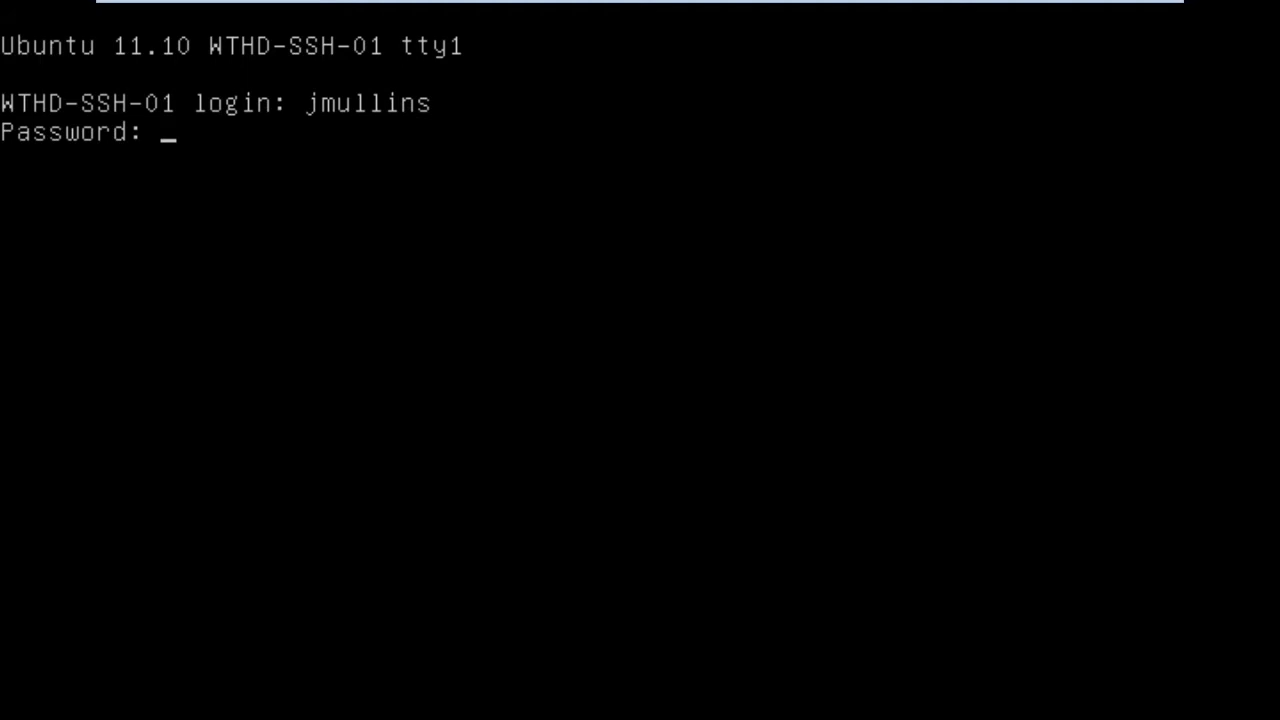 Ubuntu 11.10 WTHD-SSH-01 tty1
WTHD-SSH-01 login: jmullins
Password: _